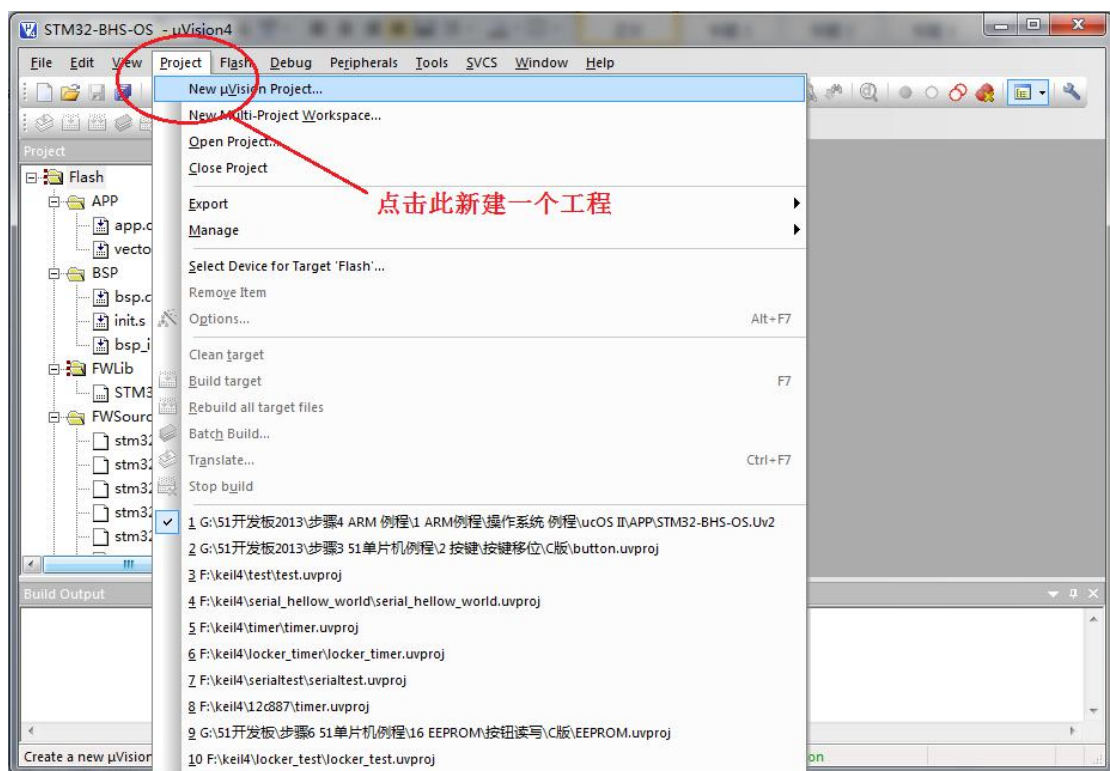 STM32-BHS-OS - µVision4
File Edit View Project Flash Debug Peripherals Tools SVCS Window Help
New µVision Project...
New Multi-Project Workspace...
Project
Open Project...
Close Project
Flash
点击此新建一个工程
APP
Export
app.c
Manage
vecto
BSP
Select Device for Target 'Flash'...
bsp.c
Remove Item
init.s
Options... Alt+F7
bsp_i
Clean target
FWLib
Build target F7
STM3
Rebuild all target files
FWSourc
Batch Build...
stm32
Translate... Ctrl+F7
stm32
stm32
Stop build
stm32
1 G:\51开发板2013\步骤4 ARM 例程\1 ARM例程\操作系统 例程\ucOS II\APP\STM32-BHS-OS.Uv2
stm32
2 G:\51开发板2013\步骤3 51单片机例程\2 按键\按键移位\C版\button.uvproj
3 F:\keil4\test\test.uvproj
Build Output
4 F:\keil4\serial_hellow_world\serial_hellow_world.uvproj
5 F:\keil4\timer\timer.uvproj
6 F:\keil4\locker_timer\locker_timer.uvproj
7 F:\keil4\serialtest\serialtest.uvproj
8 F:\keil4\12c887\timer.uvproj
9 G:\51开发板\步骤6 51单片机例程\16 EEPROM\按钮读写\C版\EEPROM.uvproj
Create a new µVision
10 F:\keil4\locker_test\locker_test.uvproj
on